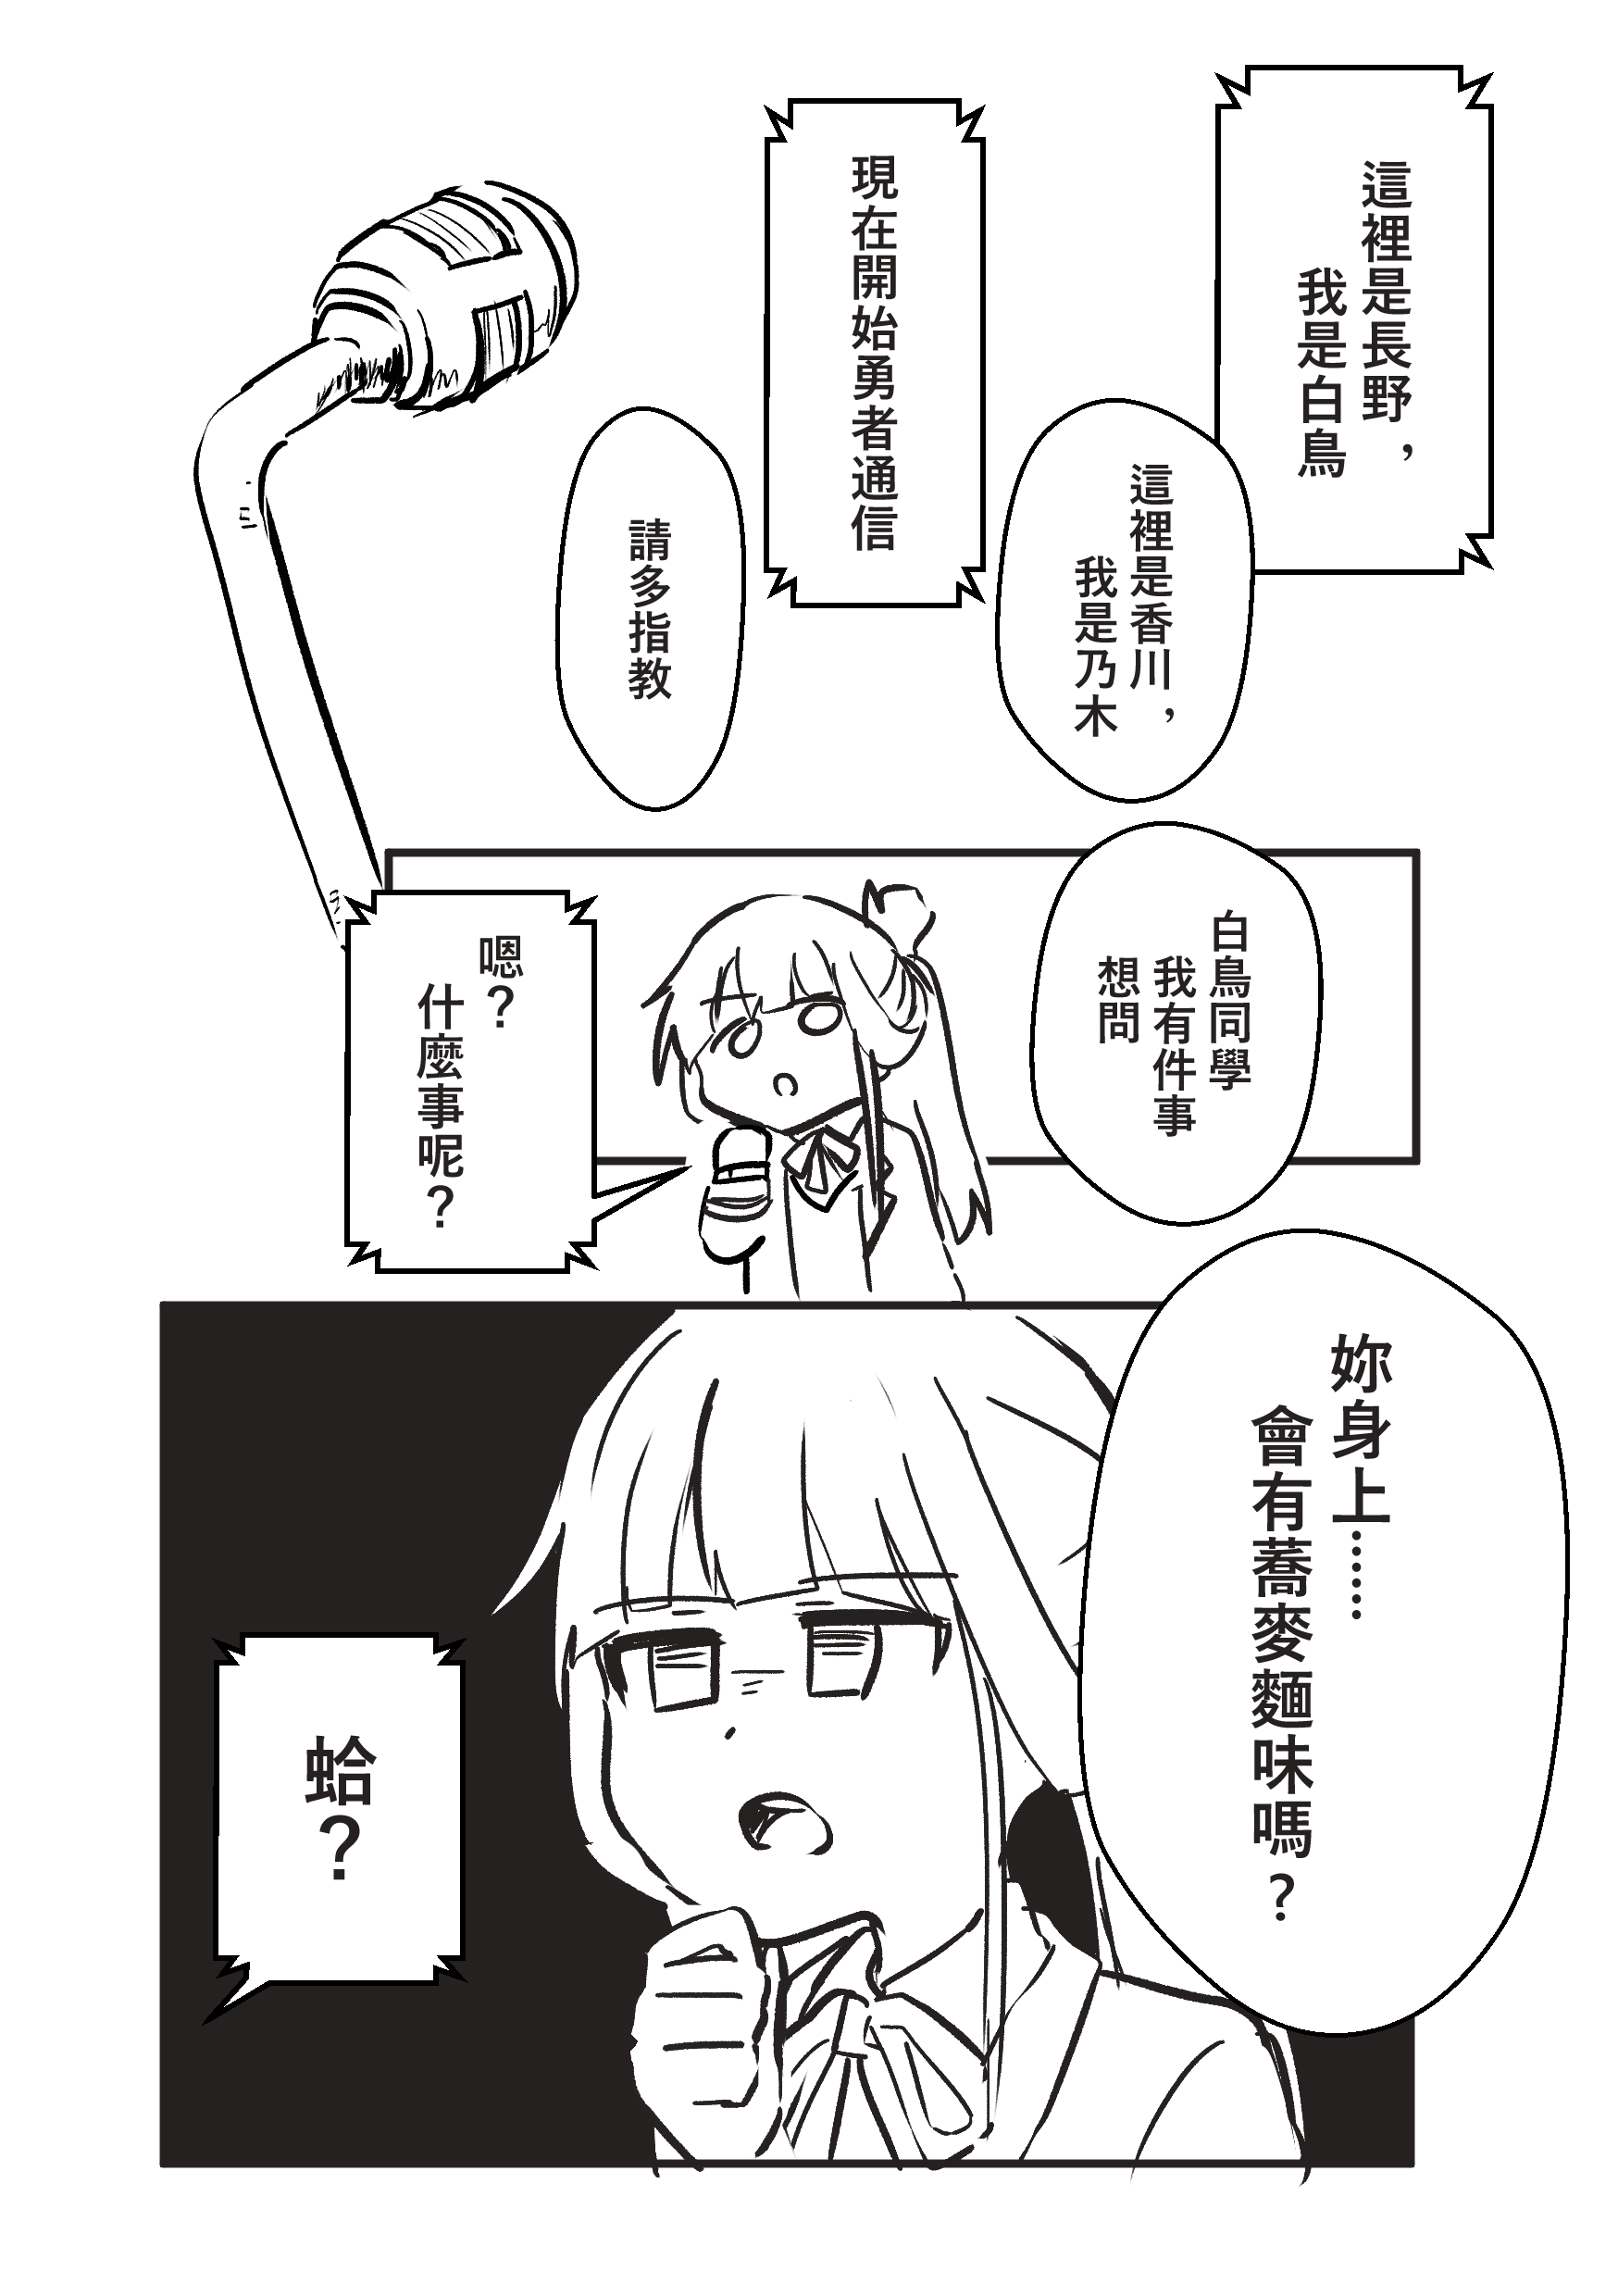 這裡是長野，
我是白鳥
這裡是香川，
我是乃木
現在開始勇者通信
請多指教
白鳥同學
我有件事
想問
嗯？
什麼事呢？
妳身上……
會有蕎麥麵味嗎？
蛤？